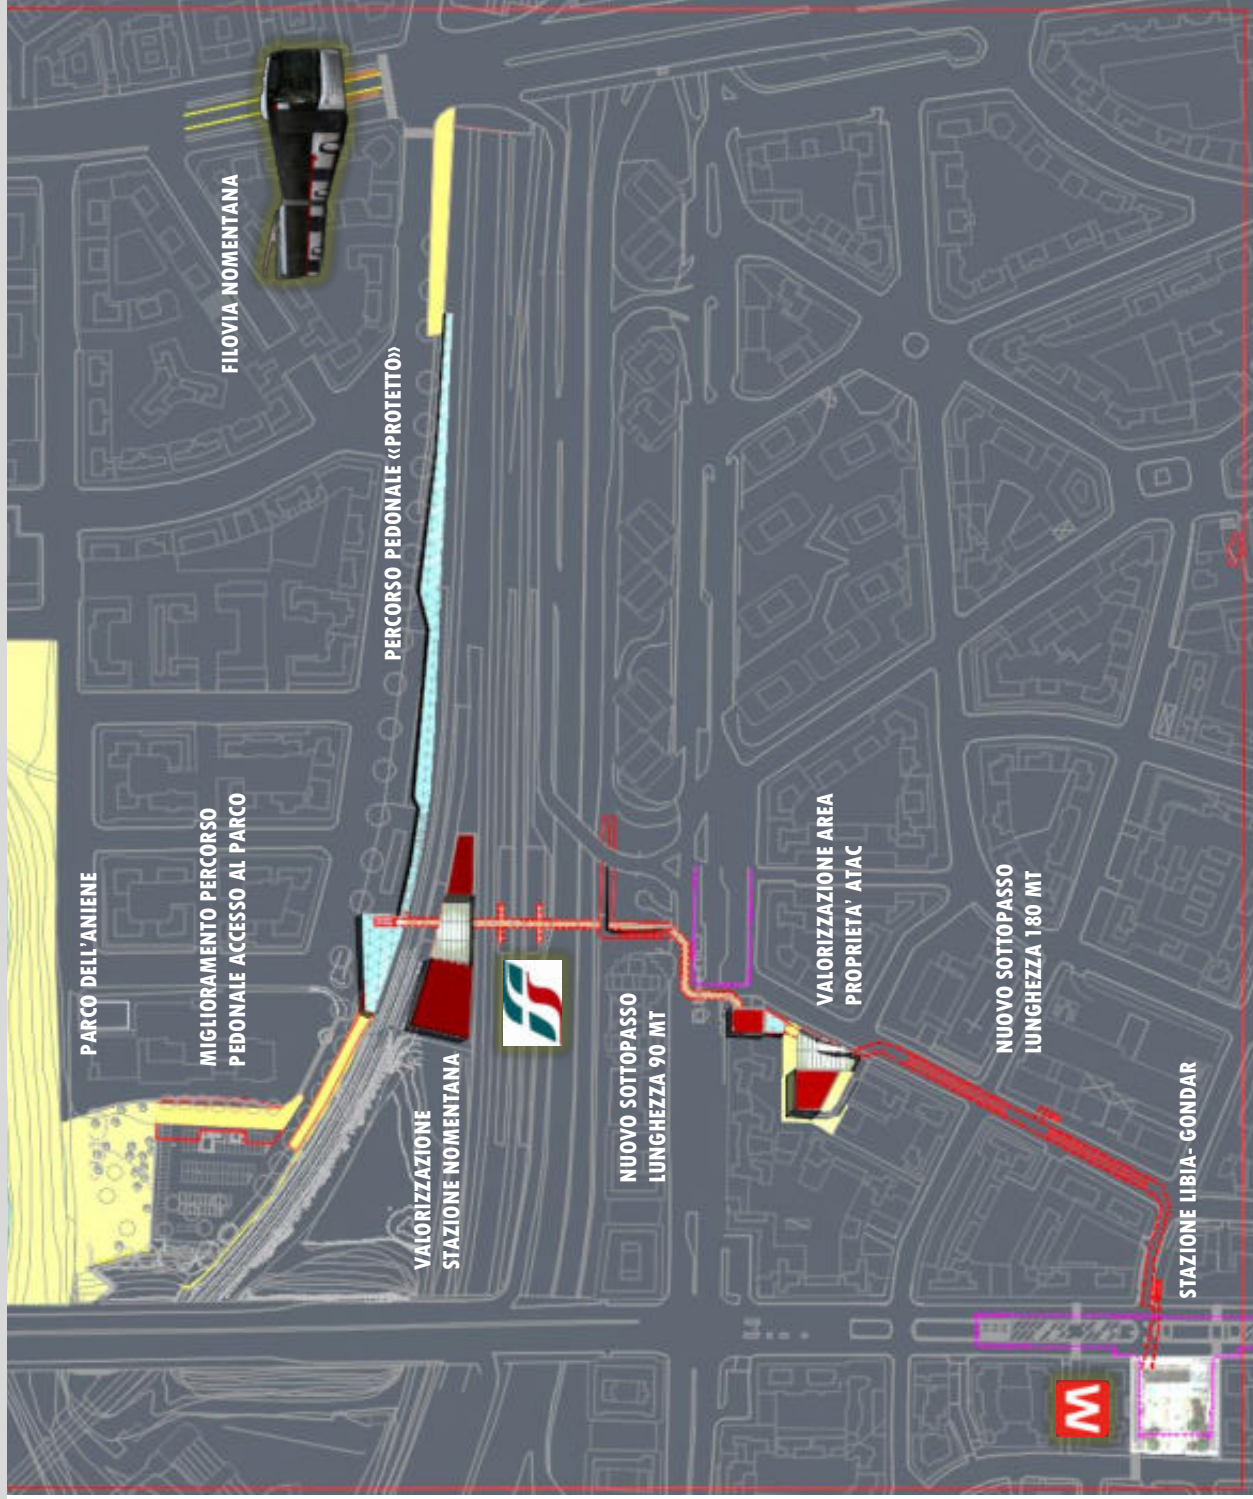 PARCO DELL'ANIENE
MIGLIORAMENTO PERCORSO
PEDONALE ACCESSO AL PARCO
FILOVIA NOMENTANA
PERCORSO PEDONALE «PROTETTO»
VALORIZZAZIONE
STAZIONE NOMENTANA
FS
NUOVO SOTTOPASSO
LUNGHEZZA 90 MT
VALORIZZAZIONE AREA
PROPRIETA' ATAC
NUOVO SOTTOPASSO
LUNGHEZZA 180 MT
M
STAZIONE LIBIA- GONDAR